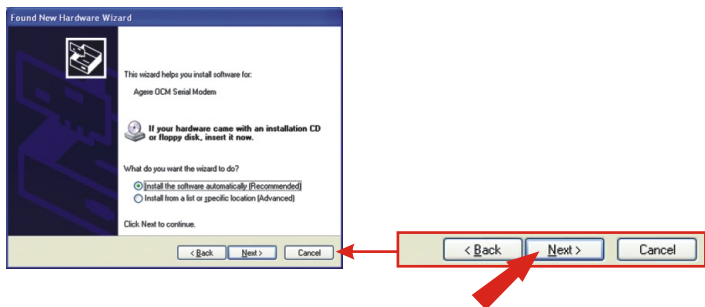 Found New Hardware Wizard
This wizard helps you install software for:
Agere OCM Serial Modem
If your hardware came with an installation CD
or floppy disk, insert it now.
What do you want the wizard to do?
Install the software automatically (Recommended)
Install from a list or specific location (Advanced)
Click Next to continue.
< Back Next > Cancel
< Back Next > Cancel